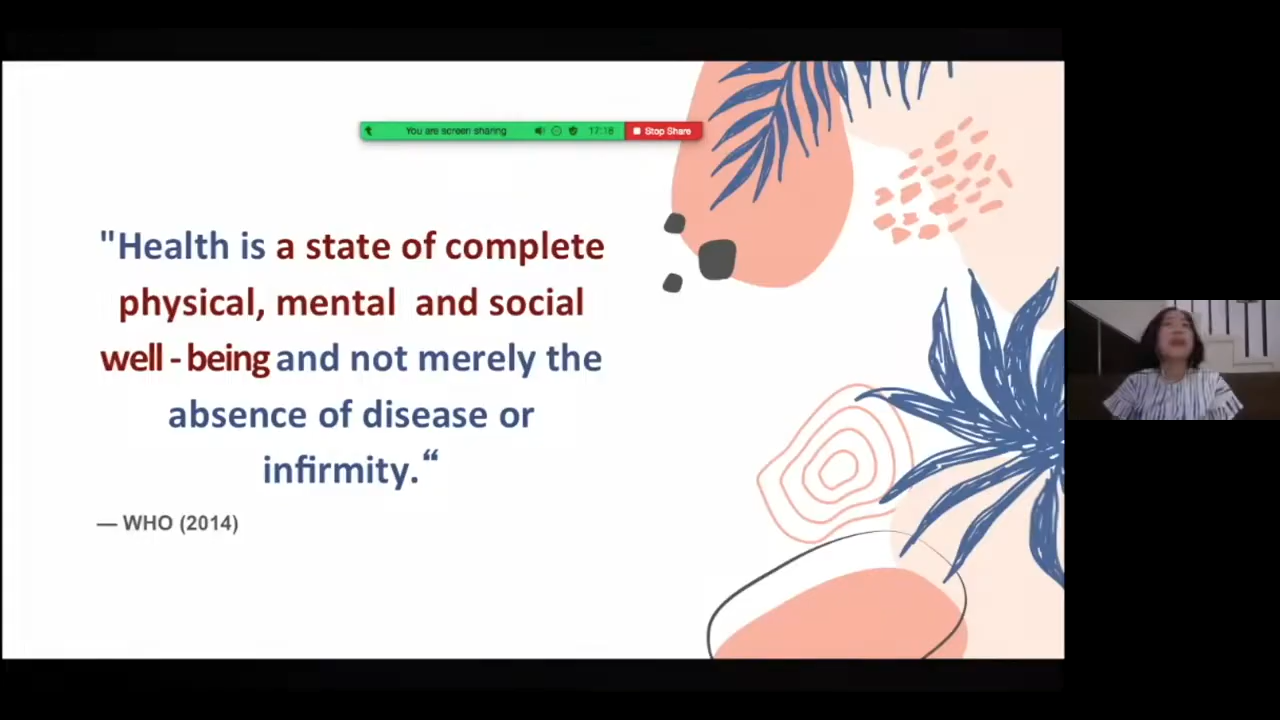 You are screen sharing 17:18 Stop Share
"Health is a state of complete
physical, mental and social
well - being and not merely the
absence of disease or
infirmity.“
— WHO (2014)